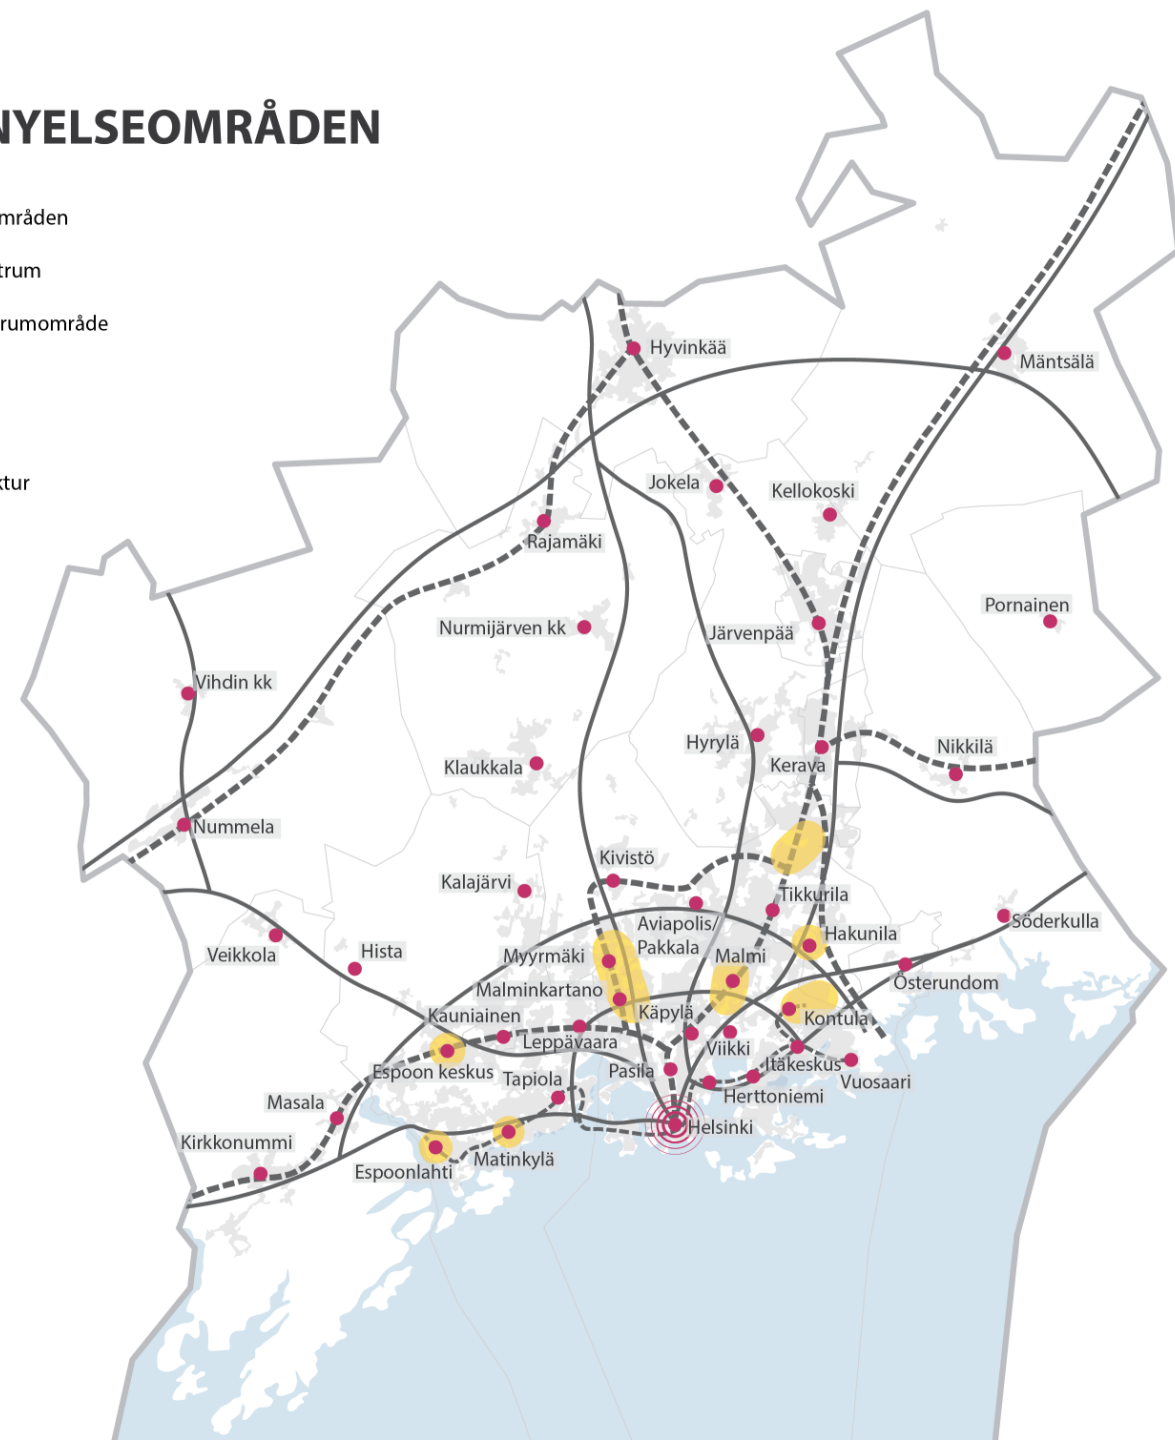 NYELSEOMRÅDEN
mråden
trum
rumområde
ktur
Hyvinkää
Mäntsälä
Jokela
Kellokoski
Rajamäki
Pornainen
Nurmijärven kk
Järvenpää
Vihdin kk
Hyrylä
Nikkilä
Klaukkala
Kerava
Nummela
Kivistö
Kalajärvi
Tikkurila
Söderkulla
Aviapolis/
Pakkala
Hakunila
Veikkola
Hista
Myyrmäki
Malmi
Östersundom
Malminkartano
Kauniainen
Käpylä
Kontula
Leppävaara
Viikki
Espoon keskus
Tapiola
Pasila
Itäkeskus
Vuosaari
Masala
Herttoniemi
Kirkkonummi
Helsinki
Matinkylä
Espoonlahti